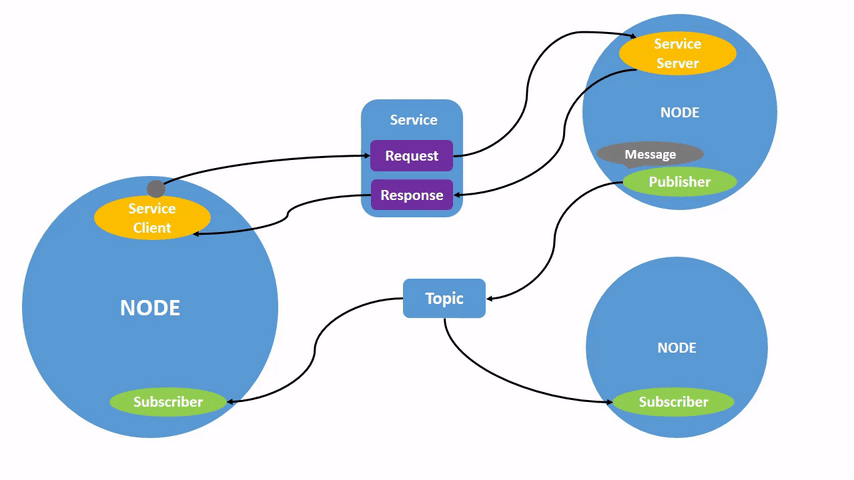 Service
Server
NODE
Message
Publisher
Service
Request
Response
Service
Client
NODE
Subscriber
Topic
NODE
Subscriber